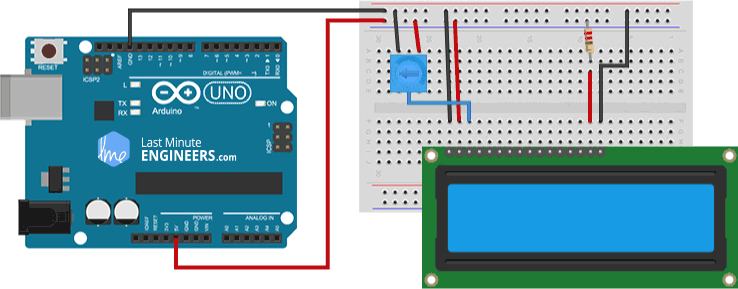 RESET
ICSP2
AREF
GND
13
12
~11
~10
~9
8
7
~6
~5
4
~3
2
TX→1
RX←0
DIGITAL (PWM~)
L
TX
RX
Arduino
UNO
ON
ICSP
1
Last Minute
ENGINEERS.com
IOREF
RESET
3V3
5V
GND
GND
VIN
POWER
ANALOG IN
A0
A1
A2
A3
A4
A5